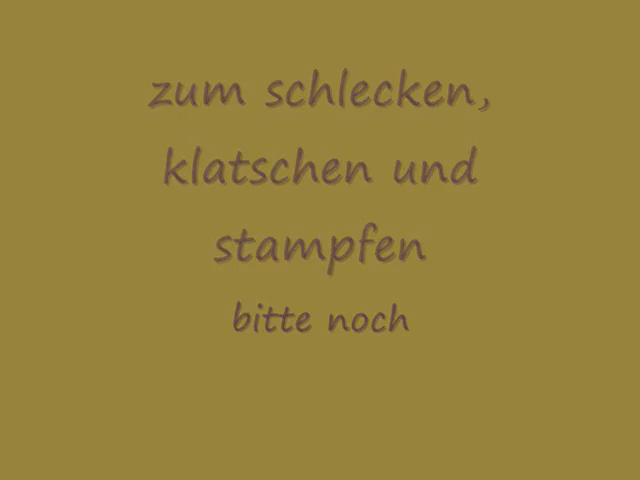 zum schlecken,
klatschen und
stampfen
bitte noch